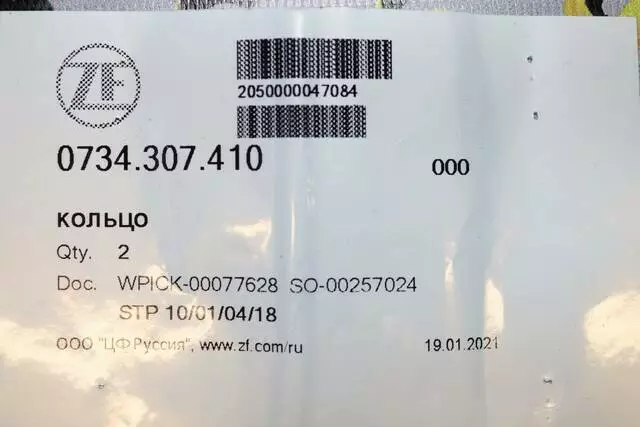 ZF
2050000047084
0734.307.410 000
кольцо
Qty. 2
Doc. WPICK-00077628 SO-00257024
STP 10/01/04/18
ООО "ЦФ Руссия", www.zf.com/ru 19.01.2021